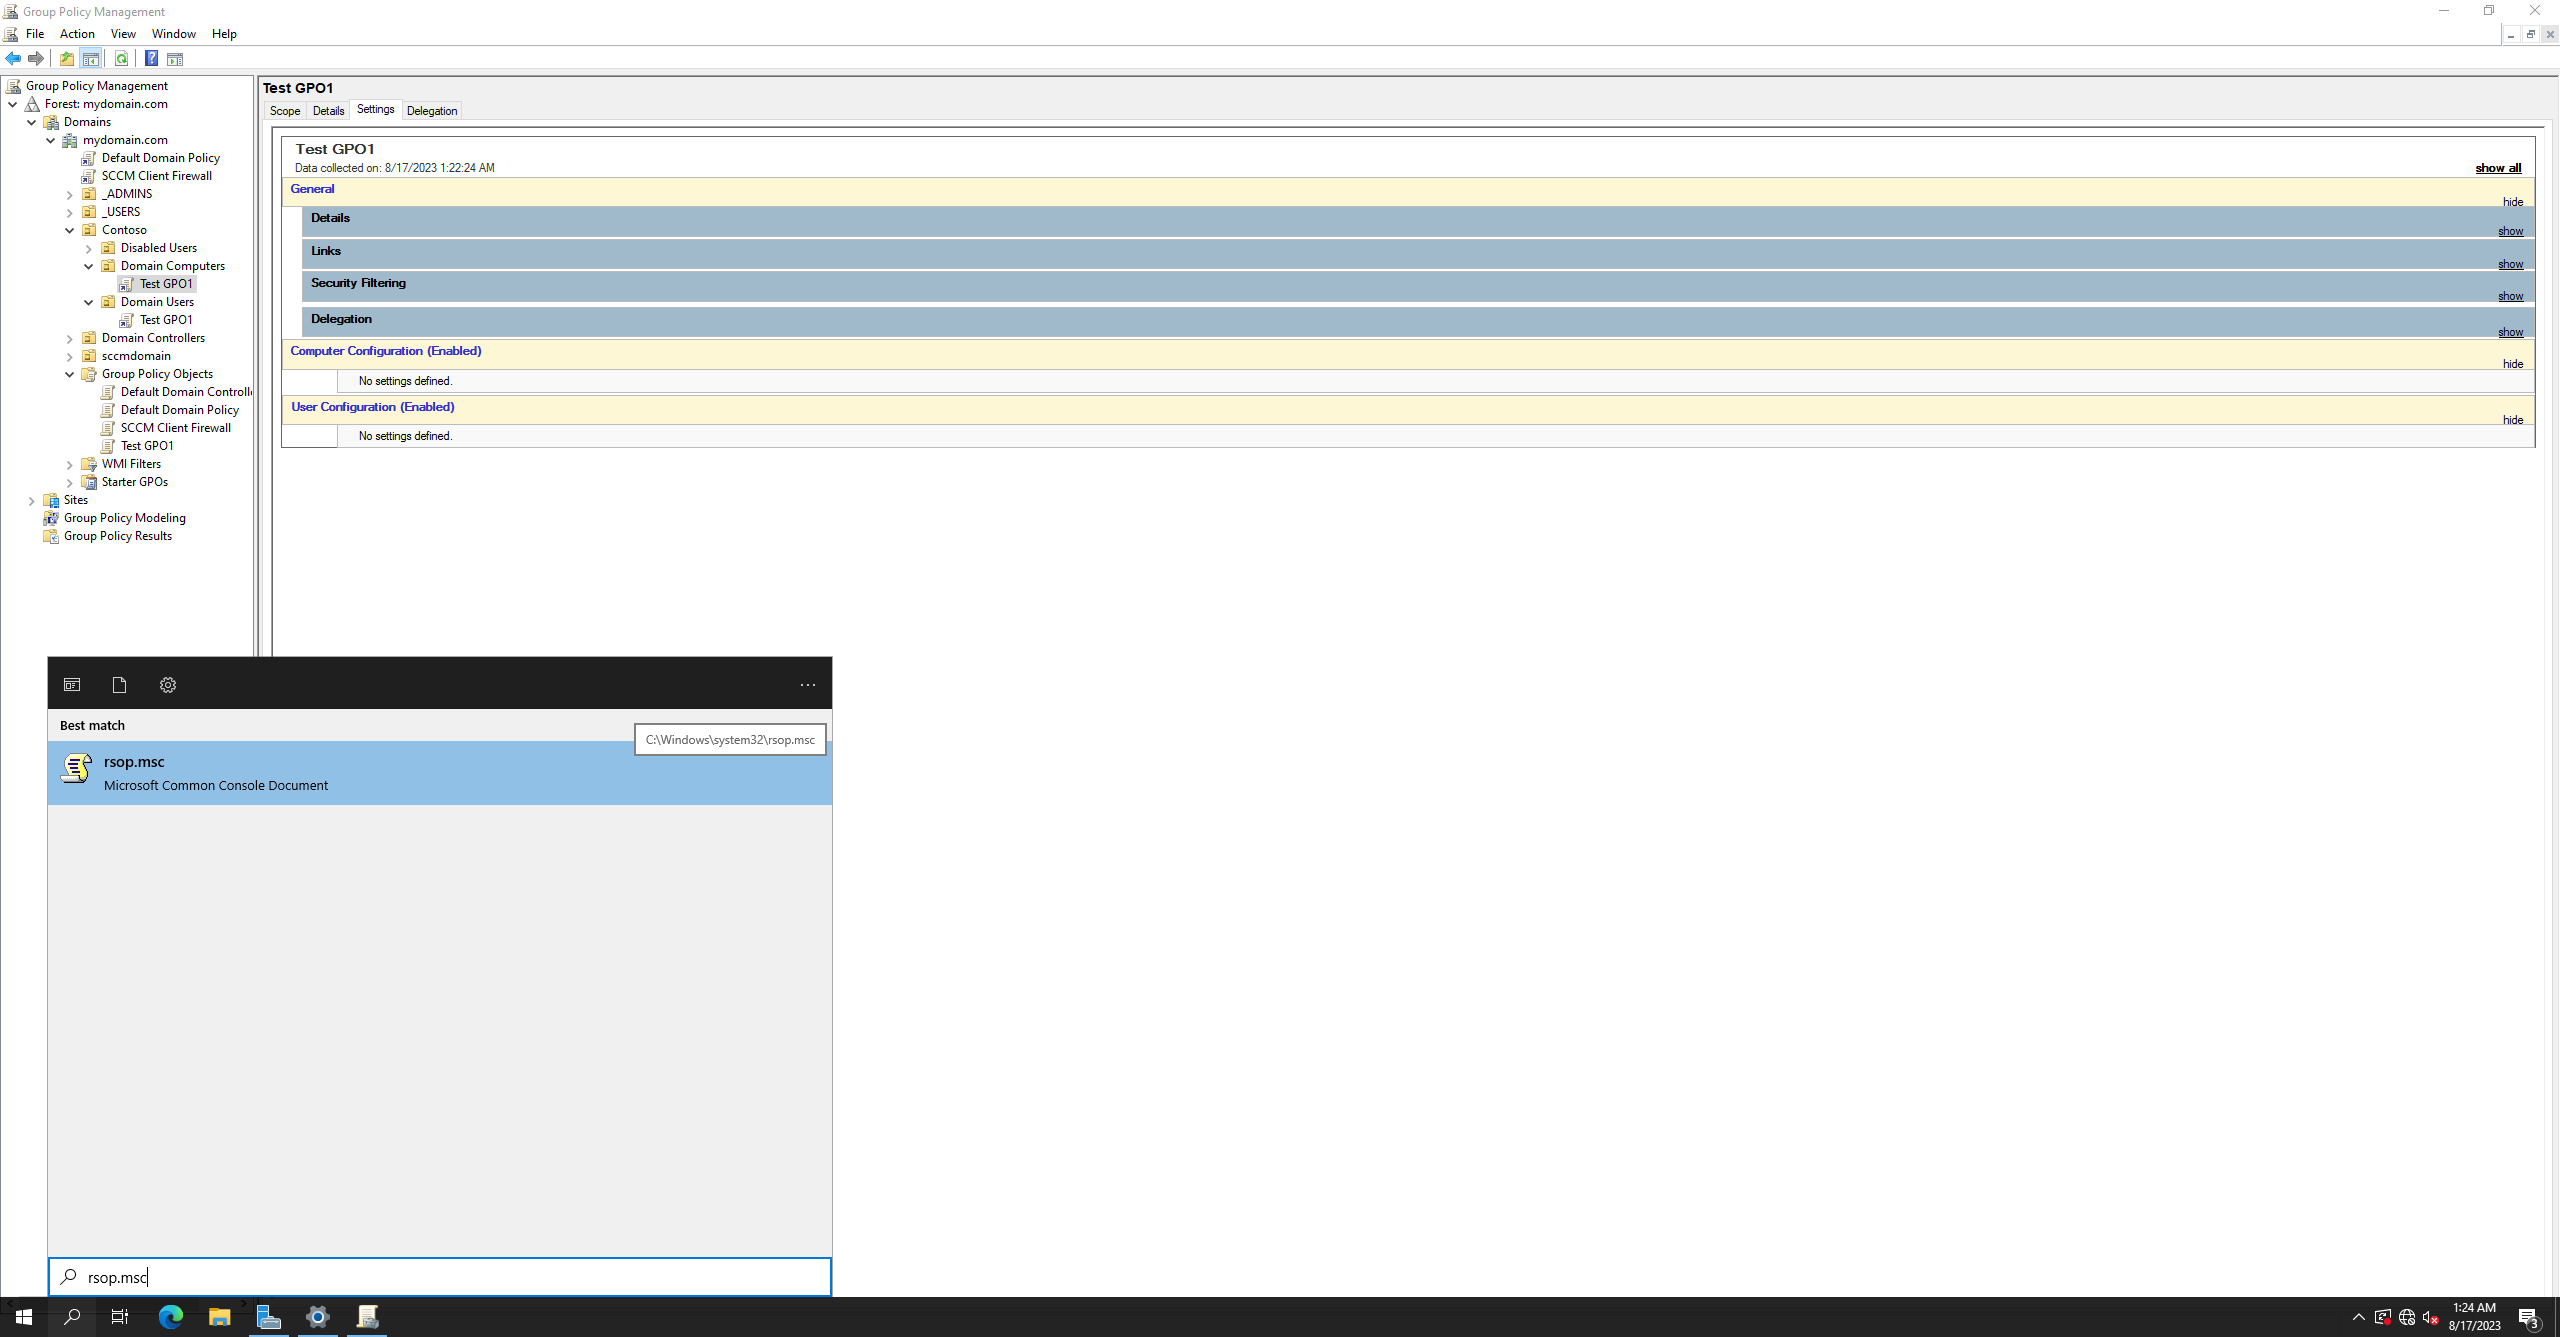 Group Policy Management
File Action View Window Help
Group Policy Management
Forest: mydomain.com
Domains
mydomain.com
Default Domain Policy
SCCM Client Firewall
_ADMINS
_USERS
Contoso
Disabled Users
Domain Computers
Test GPO1
Domain Users
Test GPO1
Domain Controllers
sccmdomain
Group Policy Objects
Default Domain Controlle
Default Domain Policy
SCCM Client Firewall
Test GPO1
WMI Filters
Starter GPOs
Sites
Group Policy Modeling
Group Policy Results
Test GPO1
Scope Details Settings Delegation
Test GPO1
Data collected on: 8/17/2023 1:22:24 AM
show all
General
hide
Details
show
Links
show
Security Filtering
show
Delegation
show
Computer Configuration (Enabled)
hide
No settings defined.
User Configuration (Enabled)
hide
No settings defined.
Best match
C:\Windows\system32\rsop.msc
rsop.msc
Microsoft Common Console Document
rsop.msc
1:24 AM
8/17/2023
3